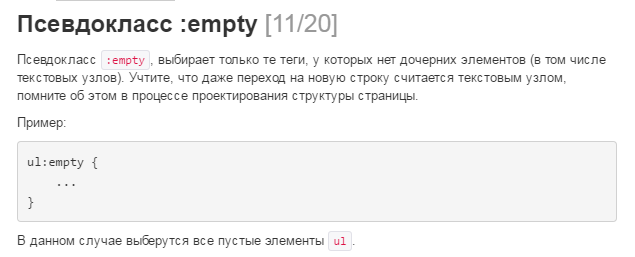 Псевдокласс :empty [11/20]
Псевдокласс :empty, выбирает только те теги, у которых нет дочерних элементов (в том числе
текстовых узлов). Учтите, что даже переход на новую строку считается текстовым узлом,
помните об этом в процессе проектирования структуры страницы.
Пример:
ul:empty {
    ...
}
В данном случае выберутся все пустые элементы ul.